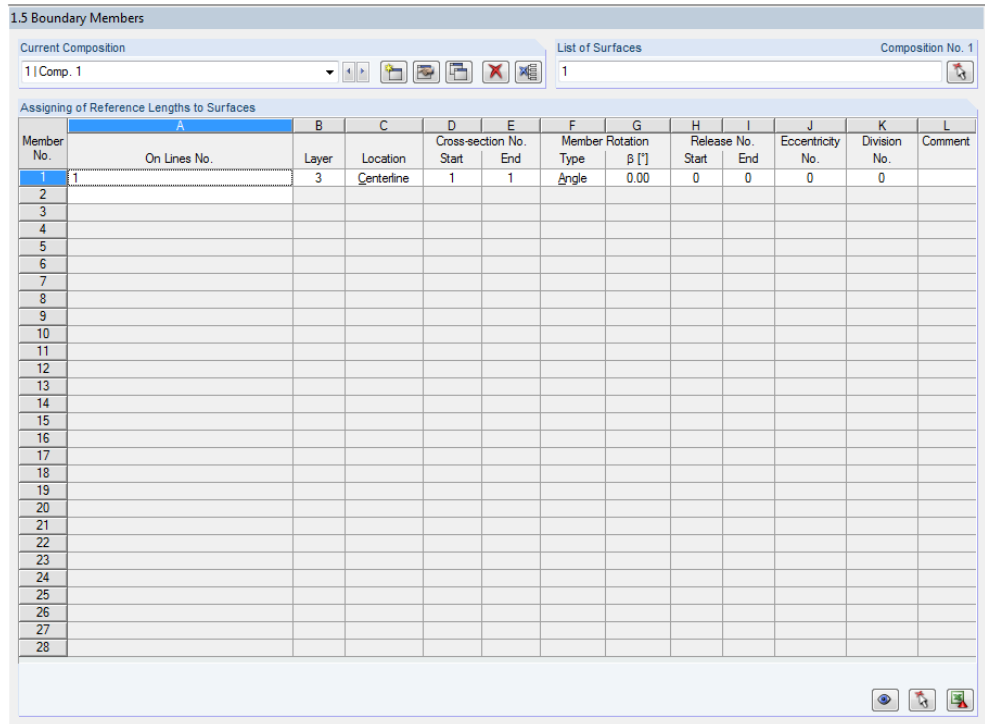 1.5 Boundary Members
Current Composition
List of Surfaces
Composition No. 1
1 | Comp. 1
1
Assigning of Reference Lengths to Surfaces
A B C D E F G H I J K L
Member Cross-section No. Member Rotation Release No. Eccentricity Division Comment
No. On Lines No. Layer Location Start End Type β [°] Start End No. No.
1 1 3 Centerline 1 1 Angle 0.00 0 0 0 0
2
3
4
5
6
7
8
9
10
11
12
13
14
15
16
17
18
19
20
21
22
23
24
25
26
27
28